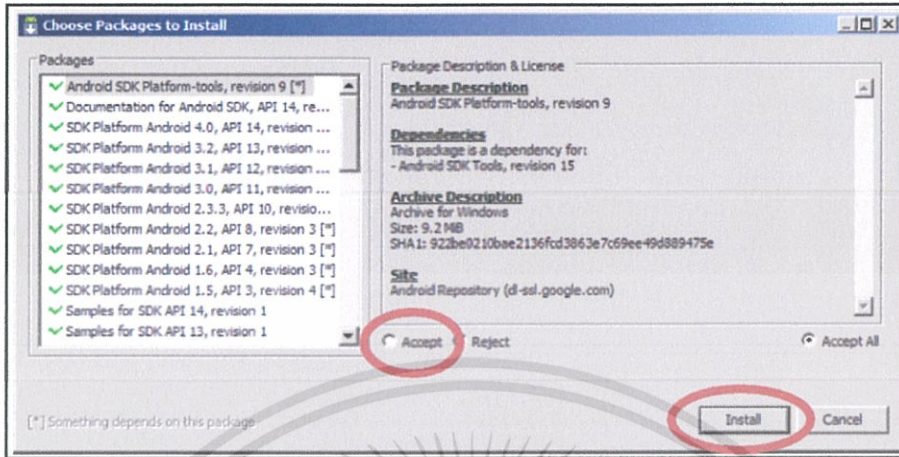 Choose Packages to Install
Packages
Android SDK Platform-tools, revision 9 [*]
Documentation for Android SDK, API 14, re...
SDK Platform Android 4.0, API 14, revision ...
SDK Platform Android 3.2, API 13, revision ...
SDK Platform Android 3.1, API 12, revision ...
SDK Platform Android 3.0, API 11, revision ...
SDK Platform Android 2.3.3, API 10, revisio...
SDK Platform Android 2.2, API 8, revision 3 [*]
SDK Platform Android 2.1, API 7, revision 3 [*]
SDK Platform Android 1.6, API 4, revision 3 [*]
SDK Platform Android 1.5, API 3, revision 4 [*]
Samples for SDK API 14, revision 1
Samples for SDK API 13, revision 1
Package Description & License
Package Description
Android SDK Platform-tools, revision 9
Dependencies
This package is a dependency for:
- Android SDK Tools, revision 15
Archive Description
Archive for Windows
Size: 9.2 MiB
SHA1: 922be0210bae2136fcd3863e7c69ee49d889475e
Site
Android Repository (dl-ssl.google.com)
Accept Reject Accept All
[*] Something depends on this package
Install Cancel